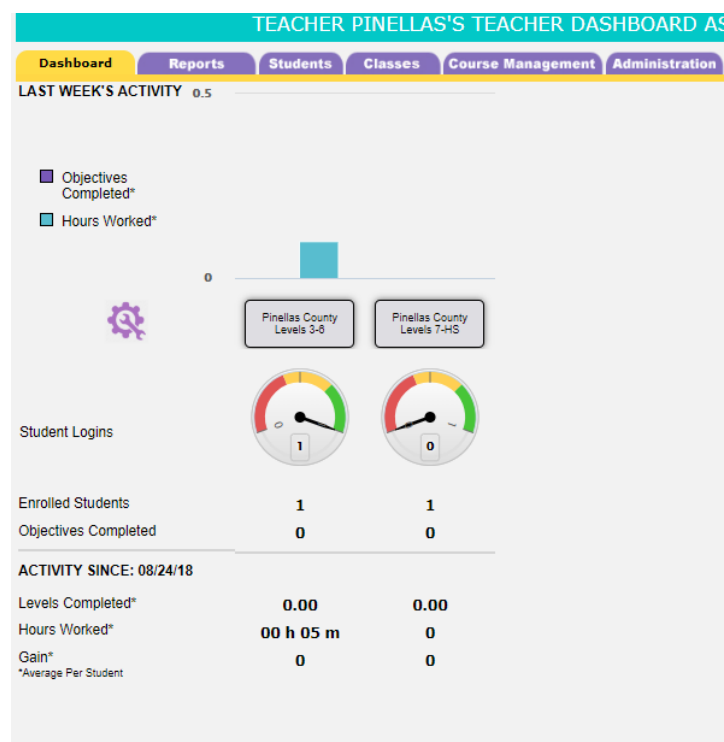 TEACHER PINELLAS'S TEACHER DASHBOARD AS
Dashboard Reports Students Classes Course Management Administration
LAST WEEK'S ACTIVITY 0.5
Objectives
Completed*
Hours Worked*
0
Pinellas County
Levels 3-6
Pinellas County
Levels 7-HS
Student Logins
0
1
0
1
Enrolled Students 1 1
Objectives Completed 0 0
ACTIVITY SINCE: 08/24/18
Levels Completed* 0.00 0.00
Hours Worked* 00 h 05 m 0
Gain* 0 0
*Average Per Student